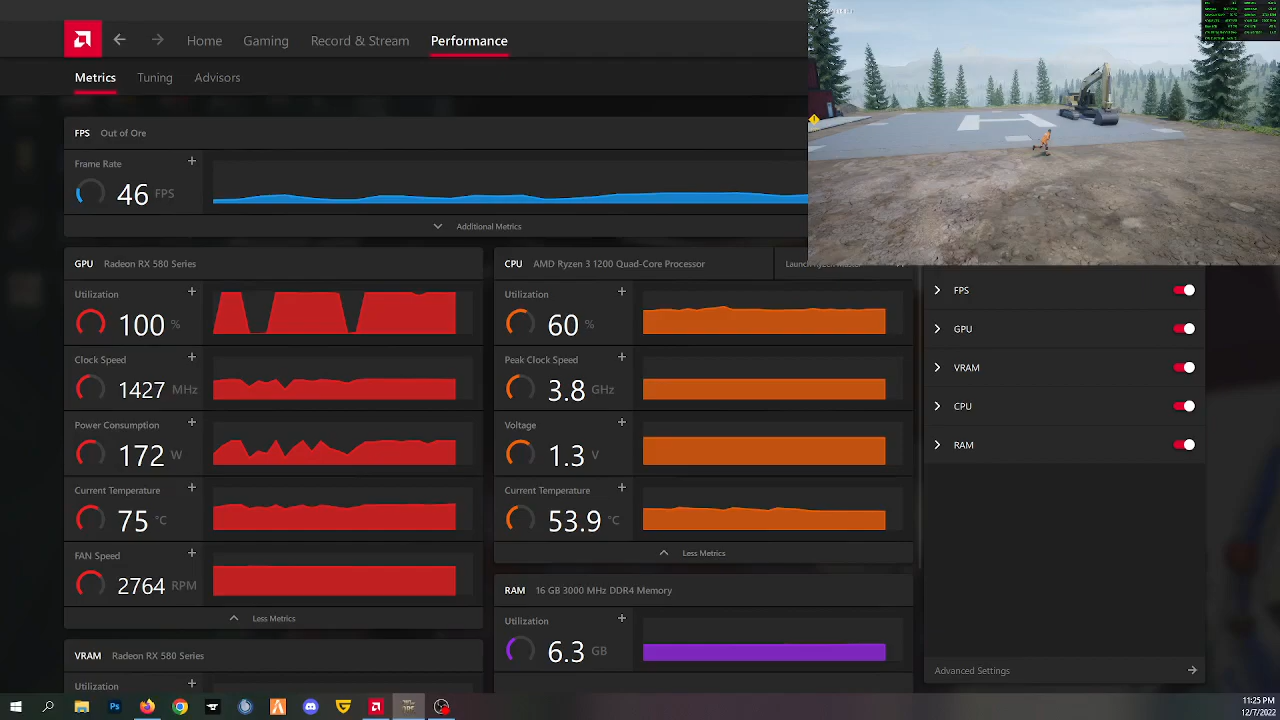 Home
Gaming
Record & Stream
Performance
Metrics
Tuning
Advisors
FPS Out of Ore
Frame Rate
46 FPS
Additional Metrics
GPU Radeon RX 580 Series
Utilization
100 %
Clock Speed
1427 MHz
Power Consumption
172 W
Current Temperature
75 °C
FAN Speed
2764 RPM
Less Metrics
VRAM Radeon RX 580 Series
Utilization
CPU AMD Ryzen 3 1200 Quad-Core Processor
Utilization
60 %
Peak Clock Speed
3.8 GHz
Voltage
1.3 V
Current Temperature
53.9 °C
Less Metrics
RAM 16 GB 3000 MHz DDR4 Memory
Utilization
6.3 GB
FPS
GPU
VRAM
CPU
RAM
Advanced Settings
11:25 PM
12/7/2022